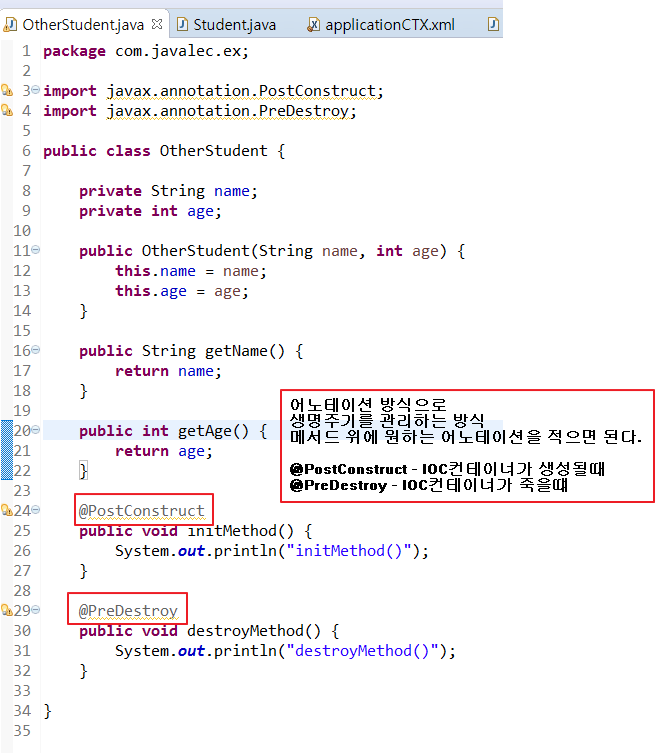 OtherStudent.java
Student.java
applicationCTX.xml
1 package com.javalec.ex;
2
3 import javax.annotation.PostConstruct;
4 import javax.annotation.PreDestroy;
5
6 public class OtherStudent {
7
8 private String name;
9 private int age;
10
11 public OtherStudent(String name, int age) {
12 this.name = name;
13 this.age = age;
14 }
15
16 public String getName() {
17 return name;
18 }
19
20 public int getAge() {
21 return age;
22 }
23
24 @PostConstruct
25 public void initMethod() {
26 System.out.println("initMethod()");
27 }
28
29 @PreDestroy
30 public void destroyMethod() {
31 System.out.println("destroyMethod()");
32 }
33
34 }
35
어노테이션 방식으로
생명주기를 관리하는 방식
메서드 위에 원하는 어노테이션을 적으면 된다.
@PostConstruct - IOC컨테이너가 생성될때
@PreDestroy - IOC컨테이너가 죽을때